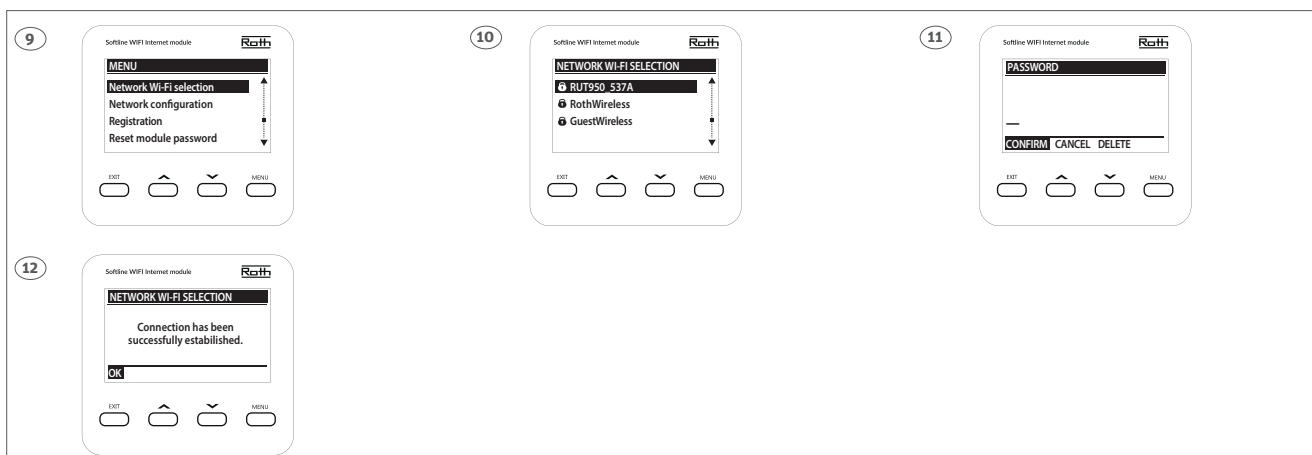 9
Softline WIFI Internet module
Roth
MENU
Network Wi-Fi selection
Network configuration
Registration
Reset module password
EXIT
MENU
10
Softline WIFI Internet module
Roth
NETWORK WI-FI SELECTION
RUT950_537A
RothWireless
GuestWireless
EXIT
MENU
11
Softline WIFI Internet module
Roth
PASSWORD
_
CONFIRM CANCEL DELETE
EXIT
MENU
12
Softline WIFI Internet module
Roth
NETWORK WI-FI SELECTION
Connection has been
successfully estabilished.
OK
EXIT
MENU